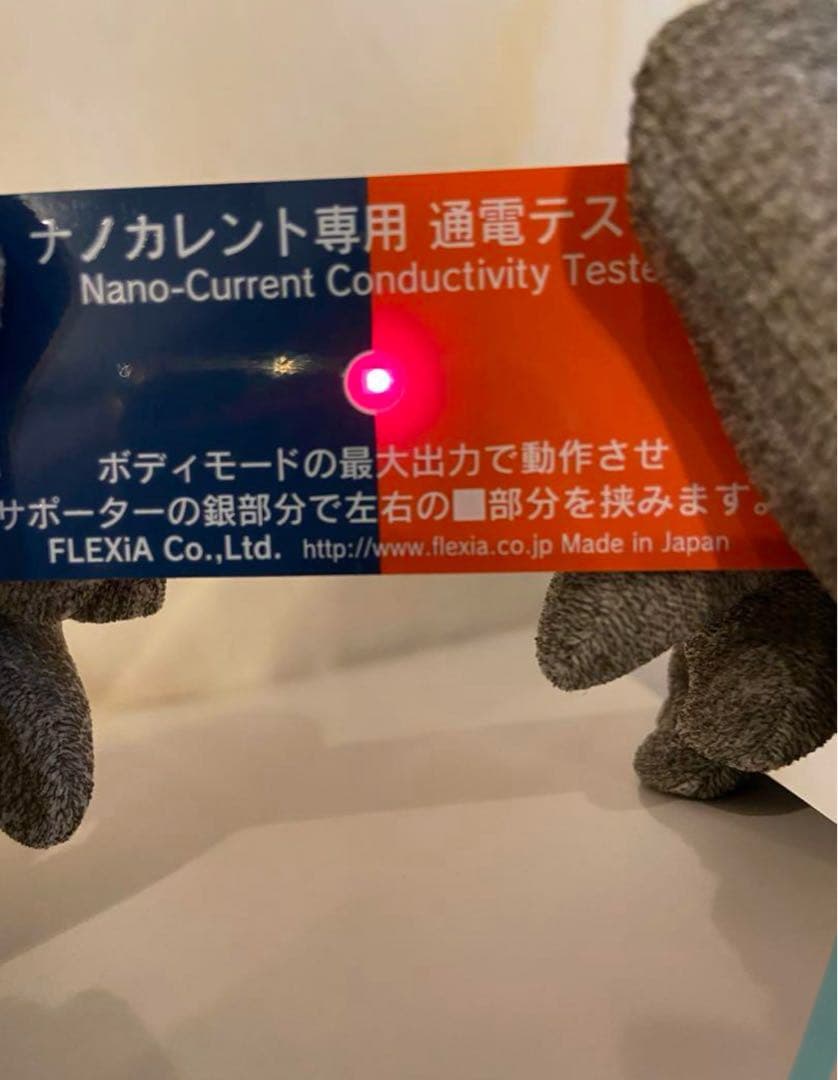 ナノカレント専用 通電テス
Nano-Current Conductivity Teste
ボディモードの最大出力で動作させ
サポーターの銀部分で左右の■部分を挟みます
FLEXiA Co.,Ltd. http://www.flexia.co.jp Made in Japan